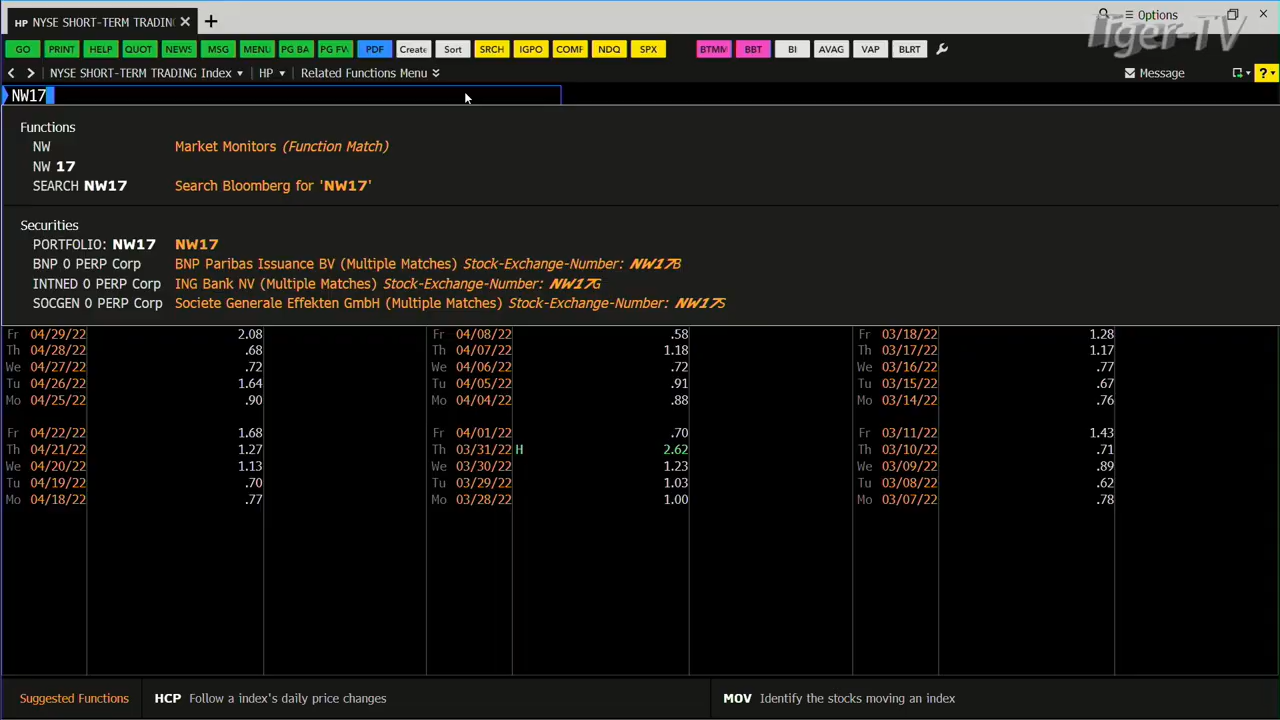 HP NYSE SHORT-TERM TRADING
Options
Tiger-TV
GO PRINT HELP QUOT NEWS MSG MENU PG BA PG FW PDF Create Sort SRCH IGPO COMF NDQ SPX BTMM BBT BI AVAG VAP BLRT
NYSE SHORT-TERM TRADING Index HP Related Functions Menu Message ?
NW17
Functions
NW Market Monitors (Function Match)
NW 17
SEARCH NW17 Search Bloomberg for 'NW17'
Securities
PORTFOLIO: NW17 NW17
BNP 0 PERP Corp BNP Paribas Issuance BV (Multiple Matches) Stock-Exchange-Number: NW17B
INTNED 0 PERP Corp ING Bank NV (Multiple Matches) Stock-Exchange-Number: NW17G
SOCGEN 0 PERP Corp Societe Generale Effekten GmbH (Multiple Matches) Stock-Exchange-Number: NW17S
Fr 04/29/22 2.08 Fr 04/08/22 .58 Fr 03/18/22 1.28
Th 04/28/22 .68 Th 04/07/22 1.18 Th 03/17/22 1.17
We 04/27/22 .72 We 04/06/22 .72 We 03/16/22 .77
Tu 04/26/22 1.64 Tu 04/05/22 .91 Tu 03/15/22 .67
Mo 04/25/22 .90 Mo 04/04/22 .88 Mo 03/14/22 .76
Fr 04/22/22 1.68 Fr 04/01/22 .70 Fr 03/11/22 1.43
Th 04/21/22 1.27 Th 03/31/22 H 2.62 Th 03/10/22 .71
We 04/20/22 1.13 We 03/30/22 1.23 We 03/09/22 .89
Tu 04/19/22 .70 Tu 03/29/22 1.03 Tu 03/08/22 .62
Mo 04/18/22 .77 Mo 03/28/22 1.00 Mo 03/07/22 .78
Suggested Functions HCP Follow a index's daily price changes MOV Identify the stocks moving an index